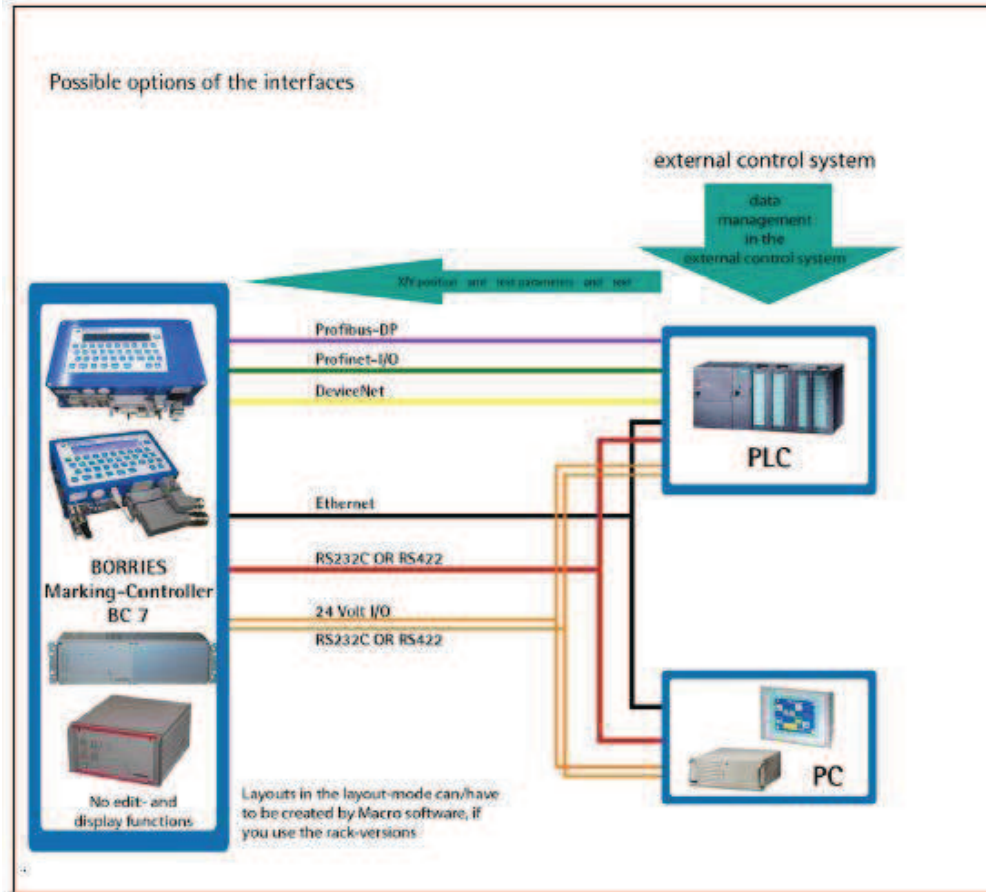 Possible options of the interfaces
external control system
data
management
in the
external control system
X/Y-position and text parameters and text
Profibus-DP
Profinet-I/O
DeviceNet
PLC
Ethernet
RS232C OR RS422
24 Volt I/O
RS232C OR RS422
BORRIES
Marking-Controller
BC 7
No edit- and
display functions
Layouts in the layout-mode can/have
to be created by Macro software, if
you use the rack-versions
PC